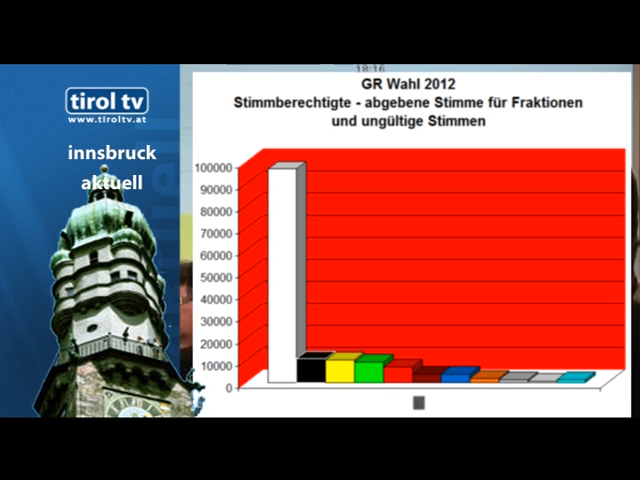 18:16
tirol tv
www.tiroltv.at
innsbruck
aktuell
GR Wahl 2012
Stimmberechtigte - abgebene Stimme für Fraktionen
und ungültige Stimmen
100000
90000
80000
70000
60000
50000
40000
30000
20000
10000
0